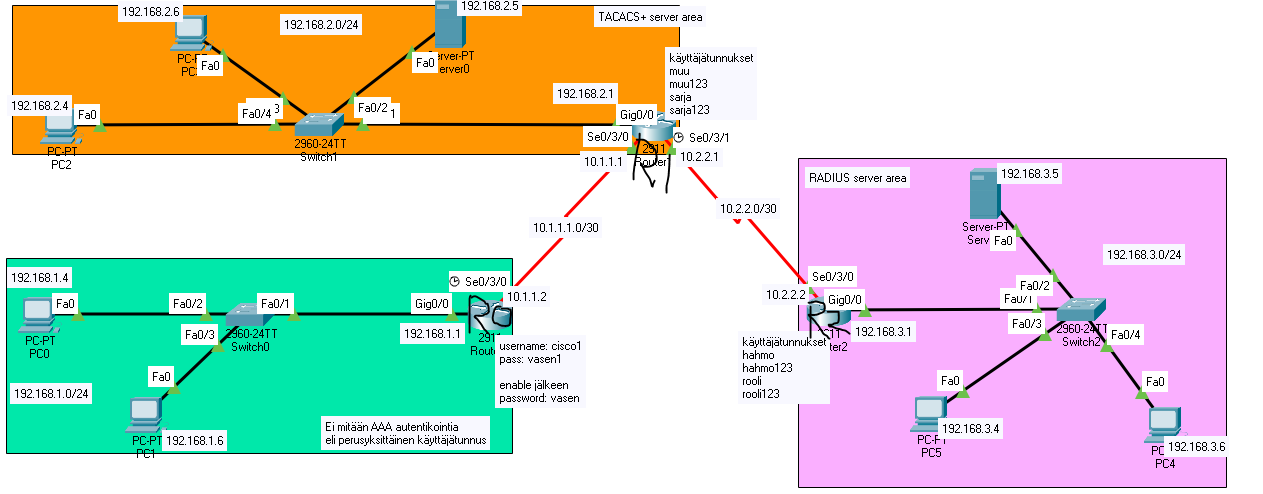 TACACS+ server area
192.168.2.6
192.168.2.0/24
192.168.2.5
PC-PT
Fa0
Server-PT
Server0
Fa0
käyttäjätunnukset
muu
muu123
sarja
sarja123
192.168.2.4
Fa0
Fa0/4
3
Fa0/2
1
192.168.2.1
Gig0/0
PC-PT
PC2
2960-24TT
Switch1
Se0/3/0
Se0/3/1
2911
R1
10.1.1.1
10.2.2.1
10.1.1.0/30
10.2.2.0/30
RADIUS server area
192.168.3.5
Server-PT
Fa0
192.168.3.0/24
Se0/3/0
10.2.2.2
Gig0/0
192.168.3.1
Fa0/1
Fa0/2
Fa0/3
Fa0/4
2960-24TT
Switch2
käyttäjätunnukset
hahmo
hahmo123
rooli
rooli123
Fa0
192.168.3.4
PC5
Fa0
192.168.3.6
PC4
192.168.1.4
Fa0
Fa0/2
Fa0/1
Fa0/3
Gig0/0
Se0/3/0
10.1.1.2
192.168.1.1
PC-PT
PC0
2960-24TT
Switch0
username: cisco1
pass: vasen1
enable jälkeen
password: vasen
Fa0
192.168.1.0/24
PC-PT
PC1
192.168.1.6
Ei mitään AAA autentikointia
eli perusyksittäinen käyttäjätunnus